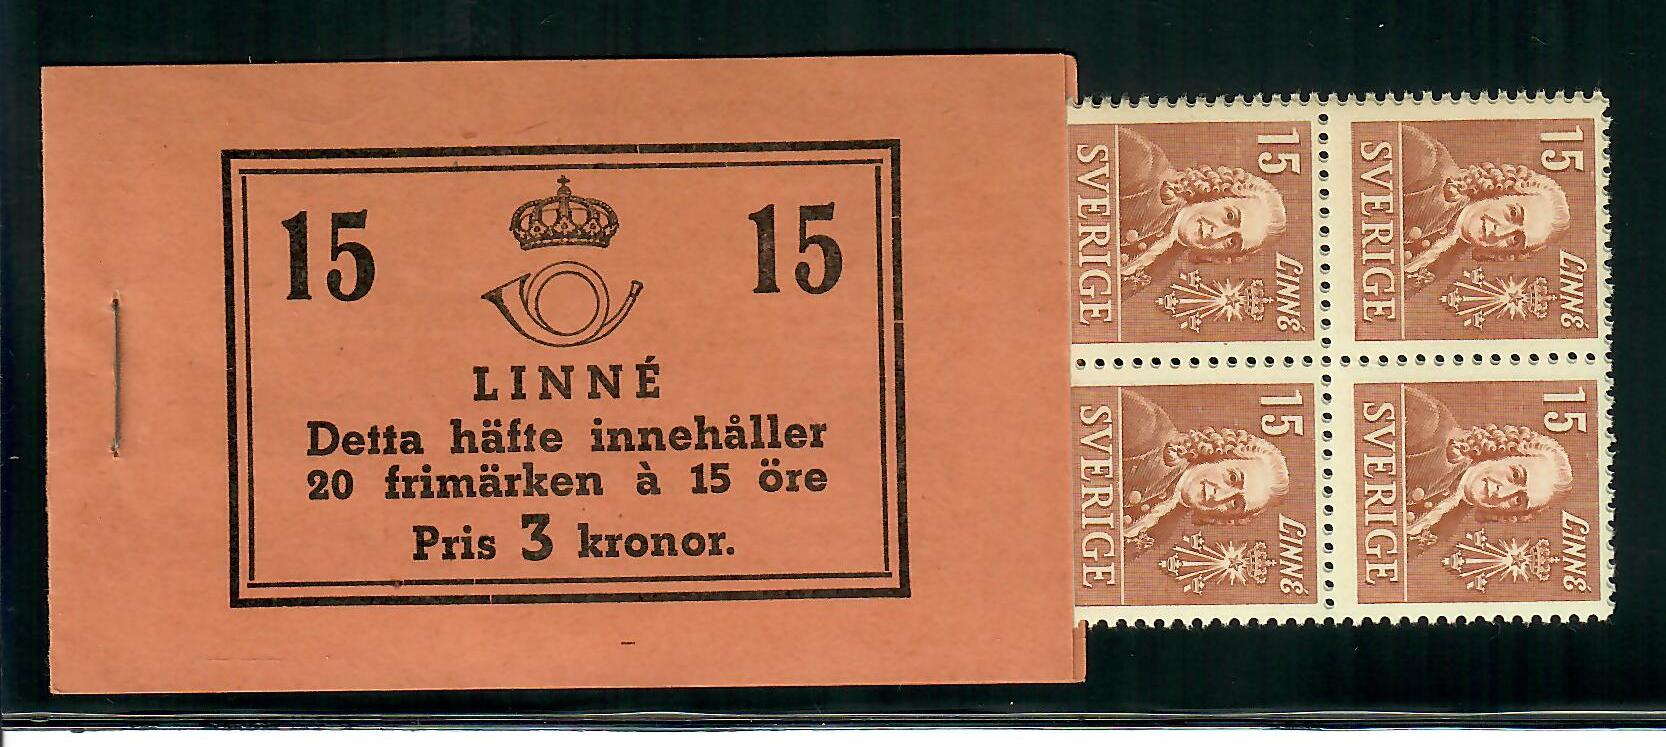 15 15
LINNÉ
Detta häfte innehåller
20 frimärken à 15 öre
Pris 3 kronor.
15
SVERIGE
LINNÉ
15
SVERIGE
LINNÉ
15
SVERIGE
LINNÉ
15
SVERIGE
LINNÉ